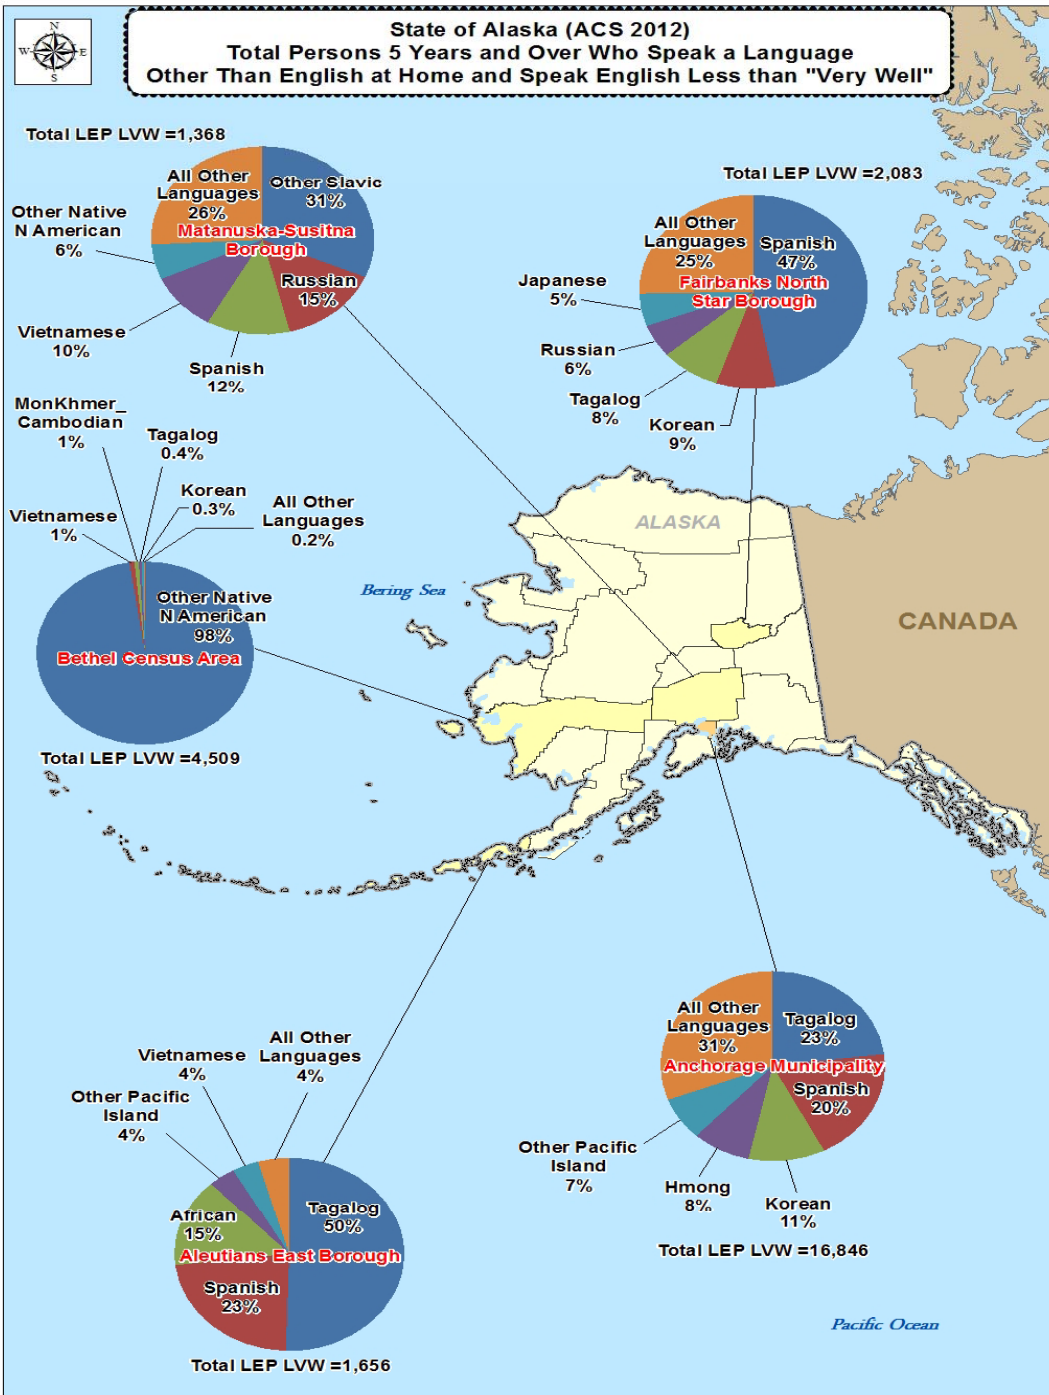 N
W
E
S
State of Alaska (ACS 2012)
Total Persons 5 Years and Over Who Speak a Language
Other Than English at Home and Speak English Less than "Very Well"
Total LEP LVW =1,368
All Other
Languages
26%
Other Slavic
31%
Matanuska-Susitna
Borough
Other Native
N American
6%
Russian
15%
Vietnamese
10%
Spanish
12%
Total LEP LVW =2,083
All Other
Languages
25%
Spanish
47%
Fairbanks North
Star Borough
Japanese
5%
Russian
6%
Tagalog
8%
Korean
9%
MonKhmer_
Cambodian
1%
Tagalog
0.4%
Korean
0.3%
All Other
Languages
0.2%
Vietnamese
1%
Other Native
N American
98%
Bethel Census Area
Total LEP LVW =4,509
ALASKA
Bering Sea
CANADA
All Other
Languages
31%
Tagalog
23%
Anchorage Municipality
Spanish
20%
Other Pacific
Island
7%
Hmong
8%
Korean
11%
Total LEP LVW =16,846
All Other
Languages
4%
Vietnamese
4%
Other Pacific
Island
4%
Tagalog
50%
African
15%
Aleutians East Borough
Spanish
23%
Total LEP LVW =1,656
Pacific Ocean